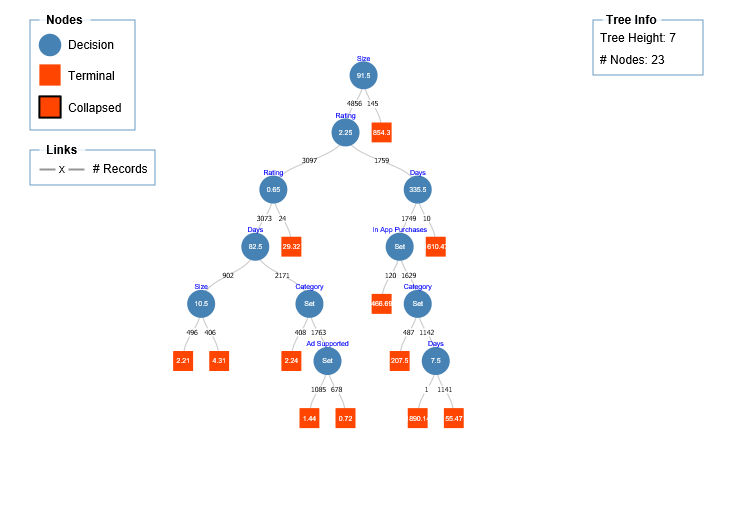 Nodes
Decision
Terminal
Collapsed
Links
X # Records
Tree Info
Tree Height: 7
# Nodes: 23
Size
91.5
4856 145
Rating
2.25
854.3
3097 1759
Rating
0.65
Days
335.5
3073 24
1749 10
Days
82.5
29.32
In App Purchases
Set
610.47
902 2171
120 1629
Size
10.5
Category
Set
466.69
Category
Set
496 406
408 1763
487 1142
2.21
4.31
2.24
Ad Supported
Set
207.5
Days
7.5
1085 678
1 1141
1.44
0.72
890.14
55.47